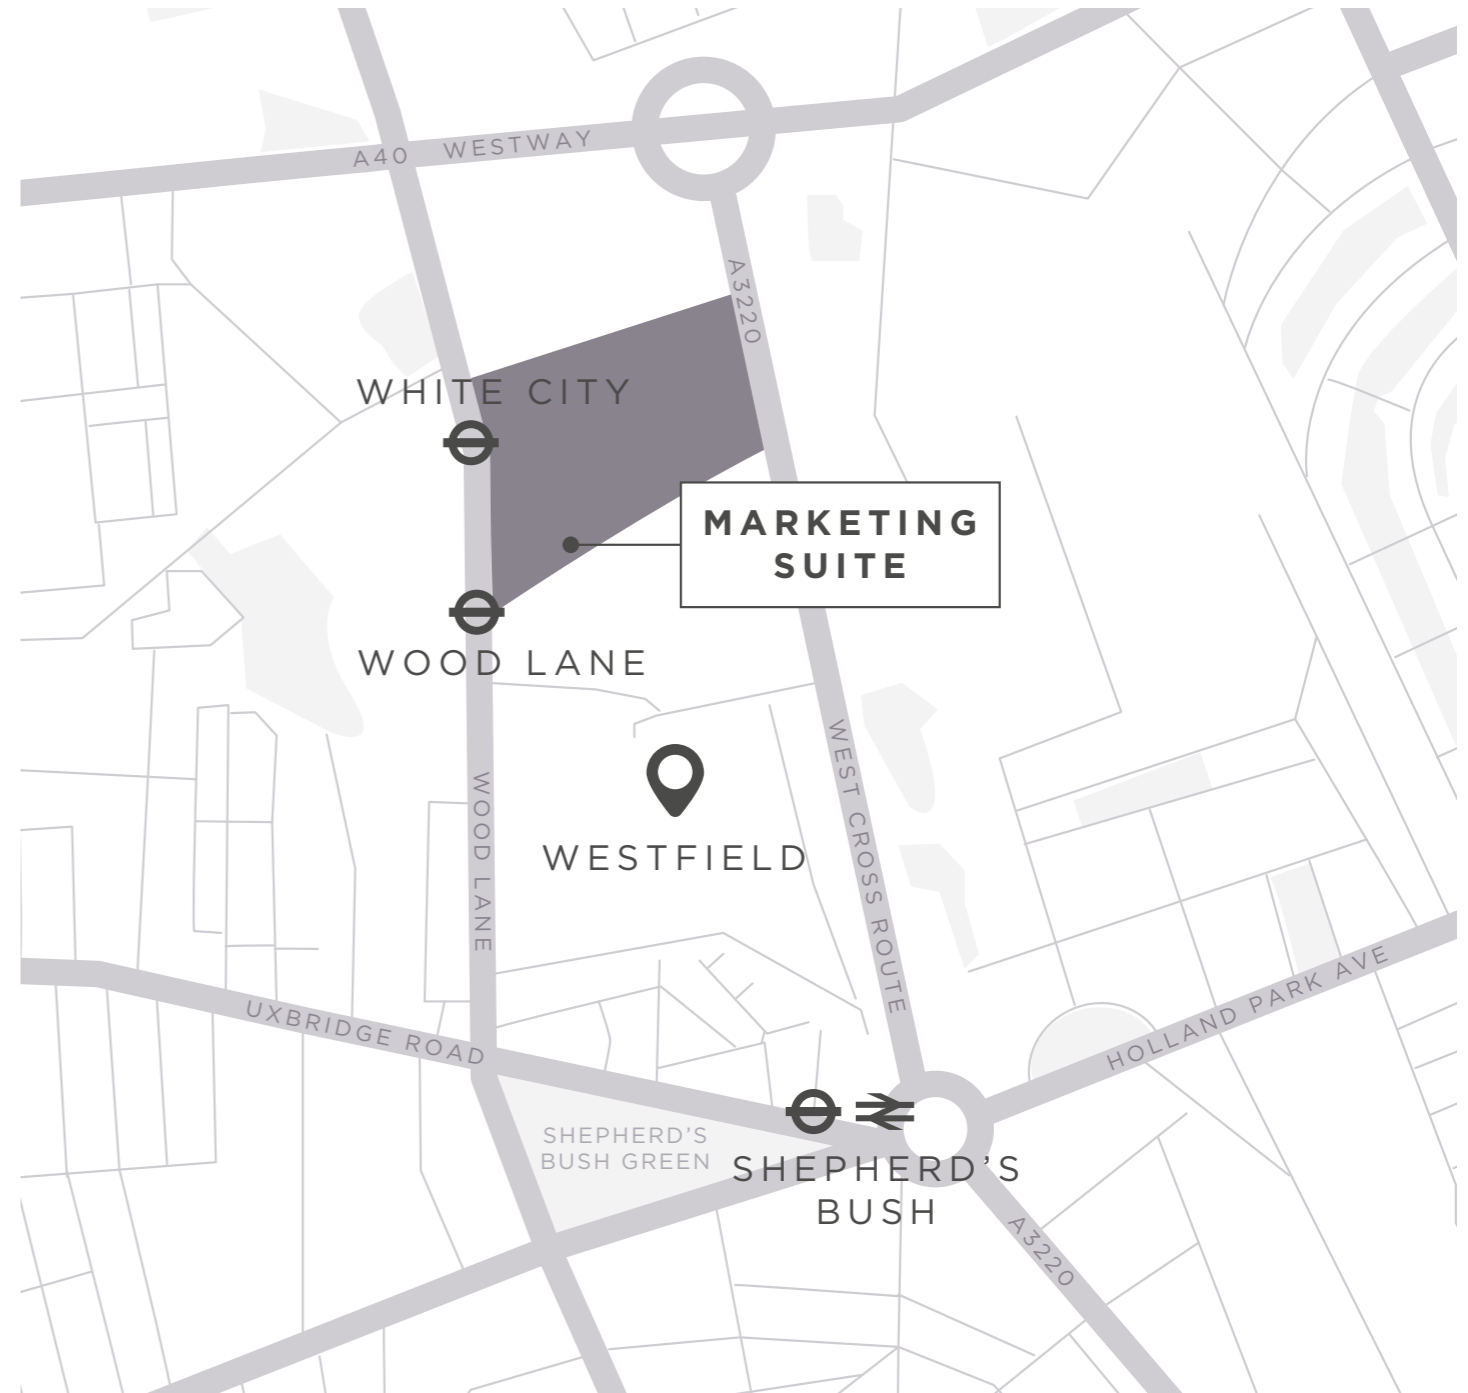 A40 WESTWAY
A3220
WHITE CITY
MARKETING
SUITE
WOOD LANE
WEST CROSS ROUTE
WOOD LANE
WESTFIELD
HOLLAND PARK AVE
UXBRIDGE ROAD
SHEPHERD’S
BUSH GREEN
SHEPHERD’S
BUSH
A3220